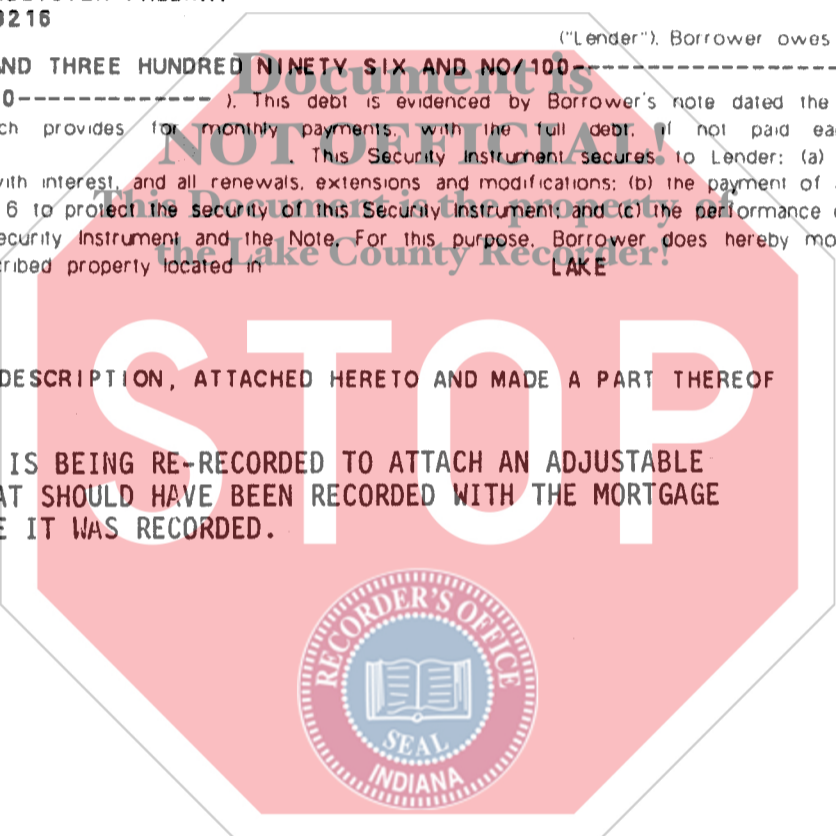 3216
("Lender"). Borrower owes
AND THREE HUNDRED NINETY SIX AND NO/100--------------------
0---------------- ). This debt is evidenced by Borrower's note dated the
ch provides for monthly payments, with the full debt, if not paid ea
. This Security Instrument secures to Lender: (a)
with interest, and all renewals, extensions and modifications; (b) the payment of
6 to protect the security of this Security Instrument; and (c) the performance
ecurity Instrument and the Note. For this purpose, Borrower does hereby mo
cribed property located in LAKE
DESCRIPTION, ATTACHED HERETO AND MADE A PART THEREOF
IS BEING RE-RECORDED TO ATTACH AN ADJUSTABLE
AT SHOULD HAVE BEEN RECORDED WITH THE MORTGAGE
E IT WAS RECORDED.
Document is
NOT OFFICIAL!
This Document is the property of
the Lake County Recorder!
STOP
RECORDER'S OFFICE
SEAL
INDIANA